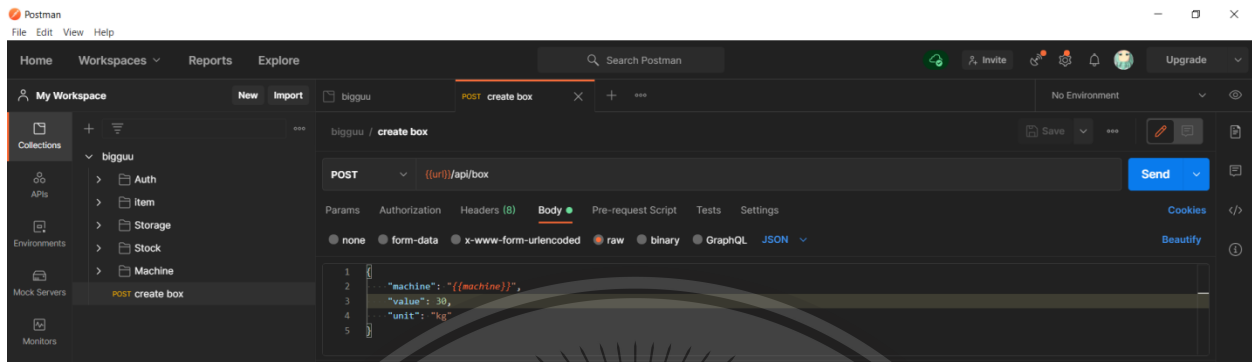 Postman
File Edit View Help
Home Workspaces Reports Explore Search Postman Invite Upgrade
My Workspace New Import bigguu POST create box No Environment
Collections
APIs
Environments
Mock Servers
Monitors
bigguu
Auth
item
Storage
Stock
Machine
POST create box
bigguu / create box Save
POST {{url}}/api/box Send
Params Authorization Headers (8) Body Pre-request Script Tests Settings Cookies
none form-data x-www-form-urlencoded raw binary GraphQL JSON Beautify
1 {
2 "machine": "{{machine}}",
3 "value": 30,
4 "unit": "kg"
5 }